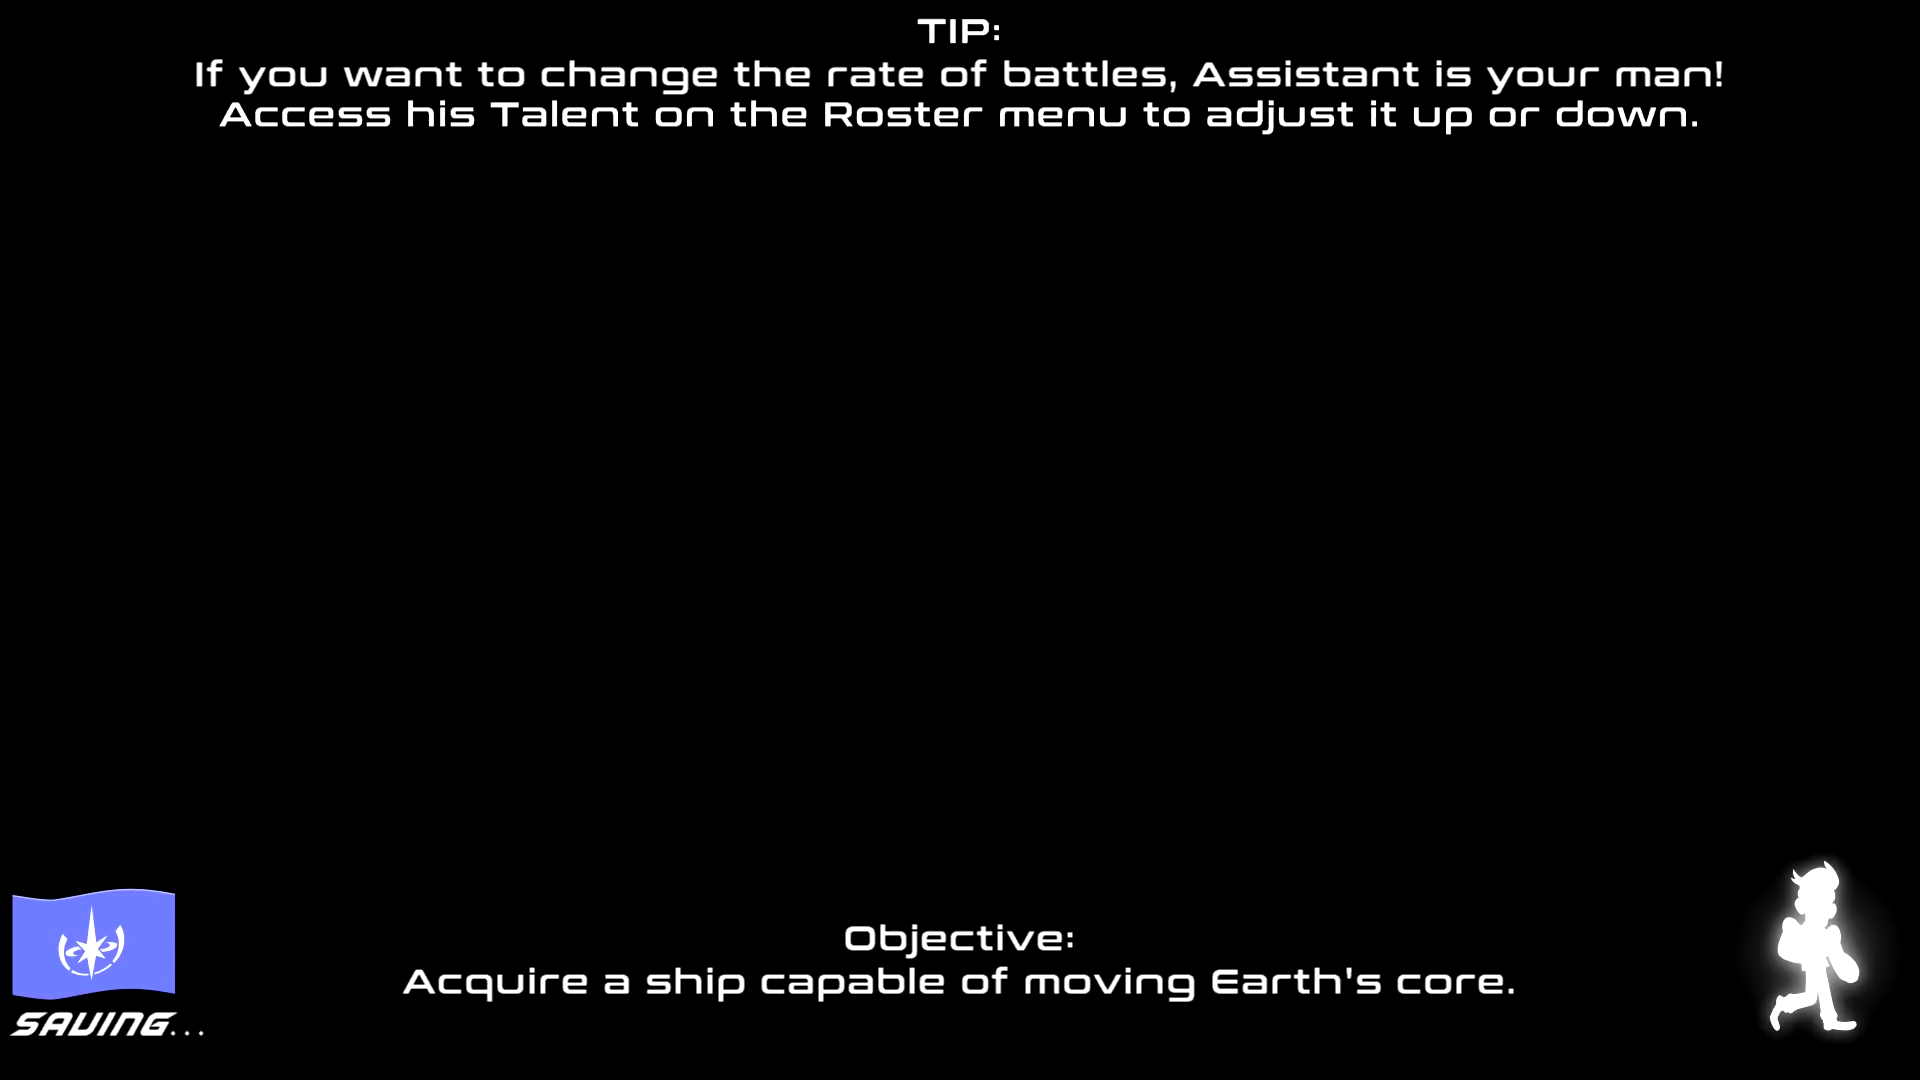 TIP:
If you want to change the rate of battles, Assistant is your man!
Access his Talent on the Roster menu to adjust it up or down.
Objective:
Acquire a ship capable of moving Earth's core.
SAVING...